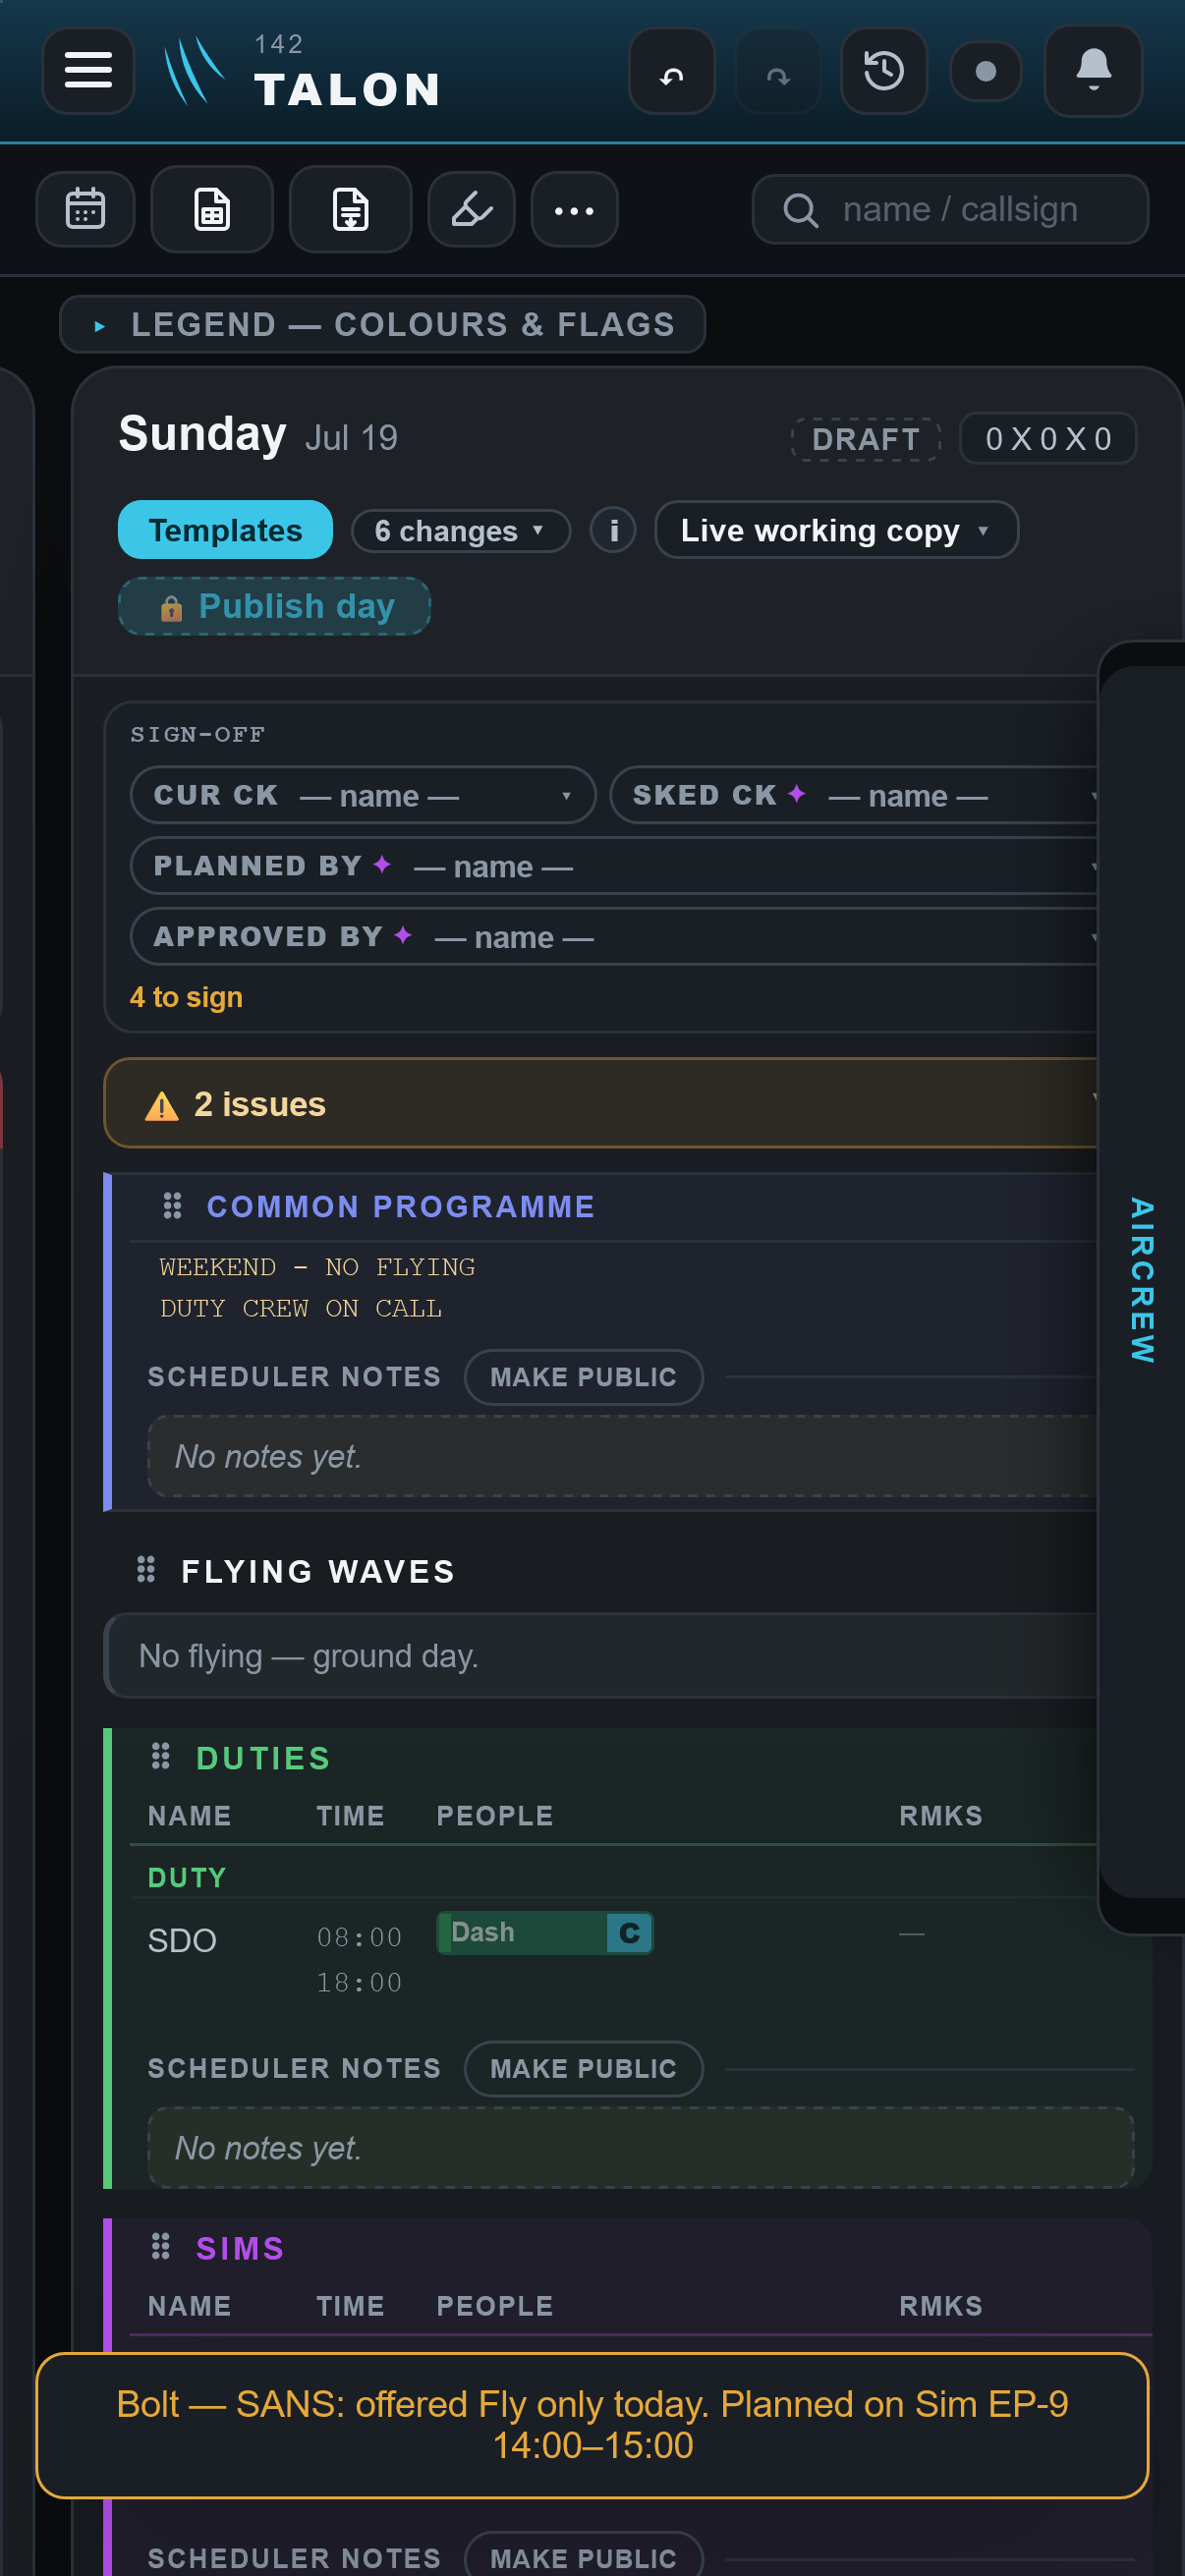 142
TALON
name / callsign
LEGEND — COLOURS & FLAGS
Sunday Jul 19 DRAFT 0 X 0 X 0
Templates 6 changes i Live working copy
Publish day
SIGN-OFF
CUR CK — name — SKED CK — name —
PLANNED BY — name —
APPROVED BY — name —
4 to sign
2 issues
COMMON PROGRAMME
WEEKEND - NO FLYING
DUTY CREW ON CALL
SCHEDULER NOTES MAKE PUBLIC
No notes yet.
AIRCREW
FLYING WAVES
No flying — ground day.
DUTIES
NAME TIME PEOPLE RMKS
DUTY
SDO 08:00 Dash C —
18:00
SCHEDULER NOTES MAKE PUBLIC
No notes yet.
SIMS
NAME TIME PEOPLE RMKS
Bolt — SANS: offered Fly only today. Planned on Sim EP-9
14:00–15:00
SCHEDULER NOTES MAKE PUBLIC